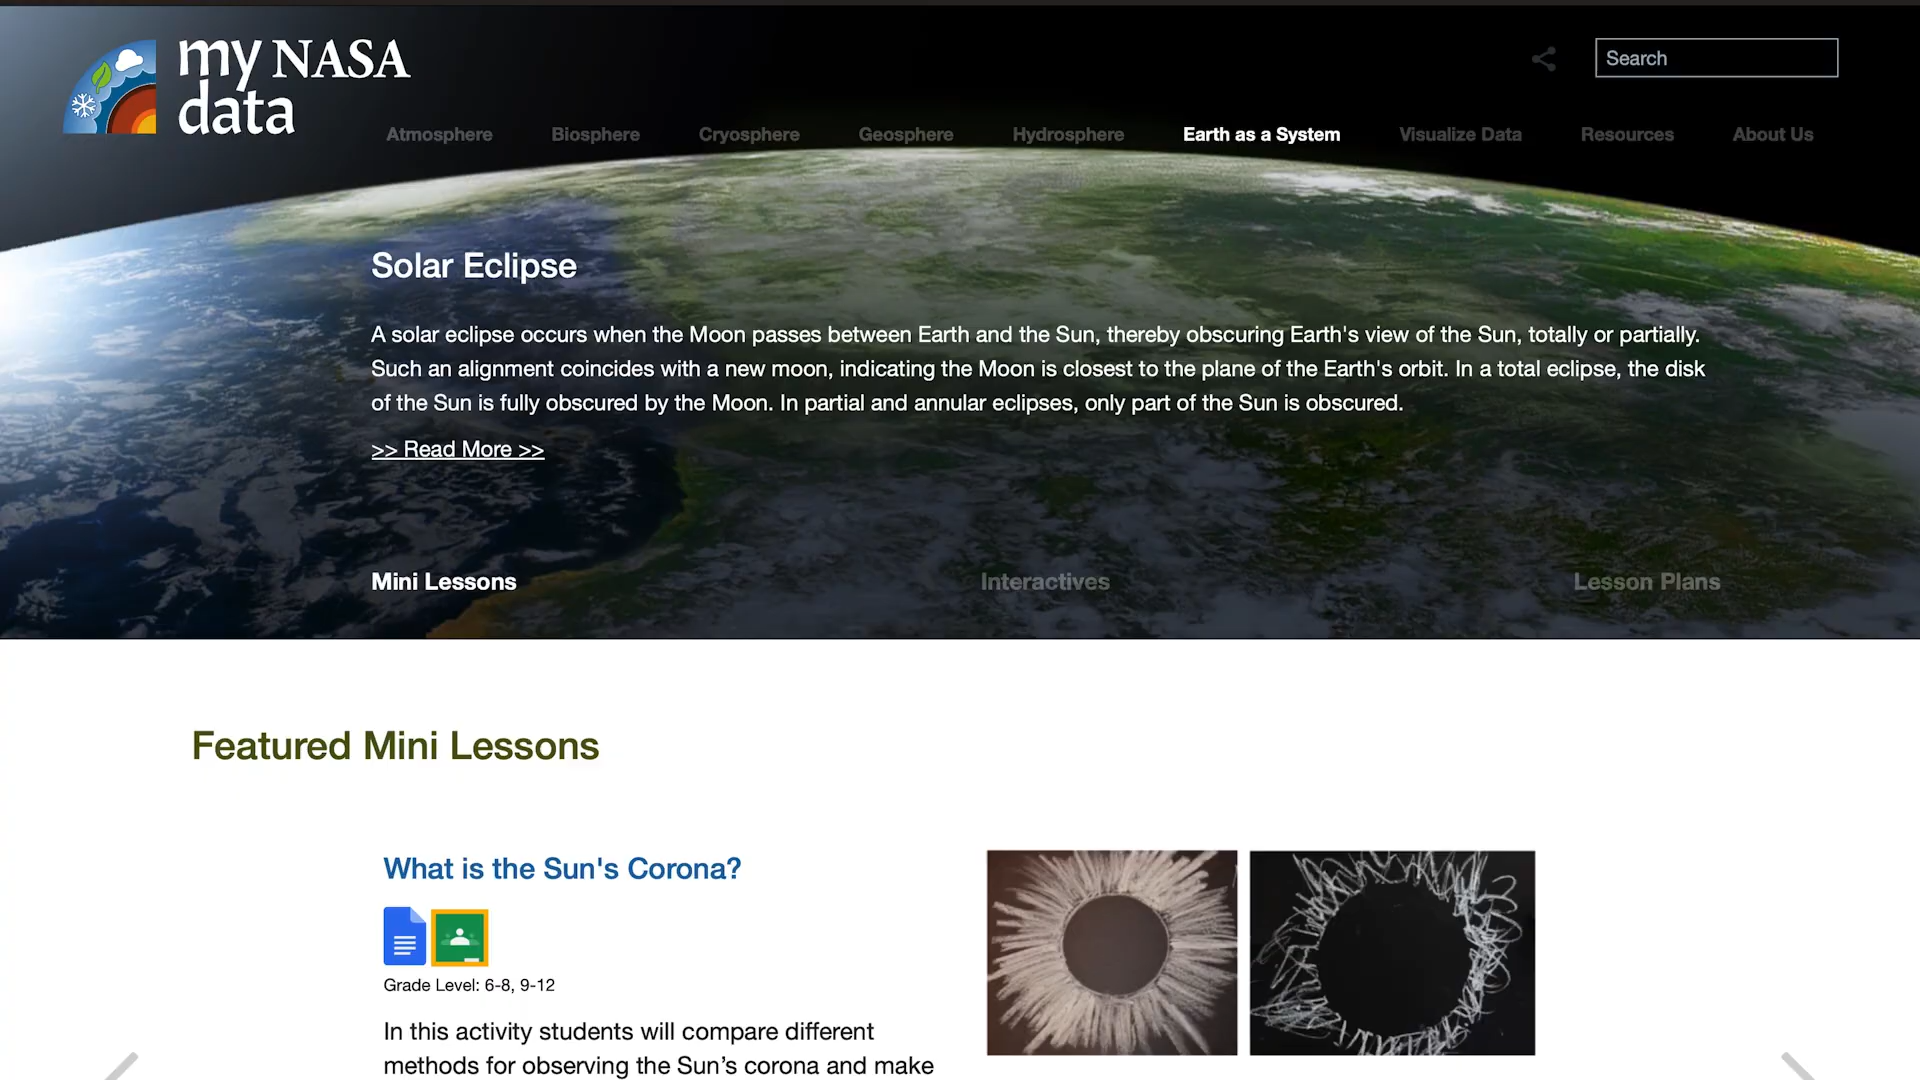 my NASA
data
Search
Atmosphere Biosphere Cryosphere Geosphere Hydrosphere Earth as a System Visualize Data Resources About Us
Solar Eclipse
A solar eclipse occurs when the Moon passes between Earth and the Sun, thereby obscuring Earth's view of the Sun, totally or partially.
Such an alignment coincides with a new moon, indicating the Moon is closest to the plane of the Earth's orbit. In a total eclipse, the disk
of the Sun is fully obscured by the Moon. In partial and annular eclipses, only part of the Sun is obscured.
>> Read More >>
Mini Lessons Interactives Lesson Plans
Featured Mini Lessons
What is the Sun's Corona?
Grade Level: 6-8, 9-12
In this activity students will compare different
methods for observing the Sun’s corona and make